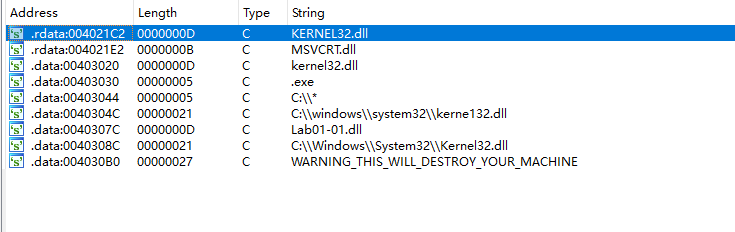 Address Length Type String
's' .rdata:004021C2 0000000D C KERNEL32.dll
's' .rdata:004021E2 0000000B C MSVCRT.dll
's' .data:00403020 0000000D C kernel32.dll
's' .data:00403030 00000005 C .exe
's' .data:00403044 00000005 C C:\\*
's' .data:0040304C 00000021 C C:\\windows\\system32\\kerne132.dll
's' .data:0040307C 0000000D C Lab01-01.dll
's' .data:0040308C 00000021 C C:\\Windows\\System32\\Kernel32.dll
's' .data:004030B0 00000027 C WARNING_THIS_WILL_DESTROY_YOUR_MACHINE